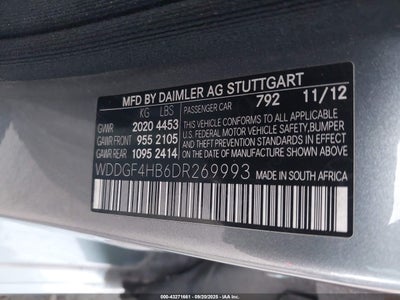 MFD BY DAIMLER AG STUTTGART
KG LBS PASSENGER CAR 792 11/12
GVWR 2020 4453 THIS VEHICLE CONFORMS TO ALL APPLICABLE
GAWR FRONT 955 2105 U.S. FEDERAL MOTOR VEHICLE SAFETY, BUMPER
GAWR REAR 1095 2414 AND THEFT PREVENTION STANDARDS IN EFFECT ON THE DATE OF MANUFACTURE SHOWN ABOVE.
WDDGF4HB6DR269993 MADE IN SOUTH AFRICA
000-43271661 - 09/20/2025 - IAA Inc.